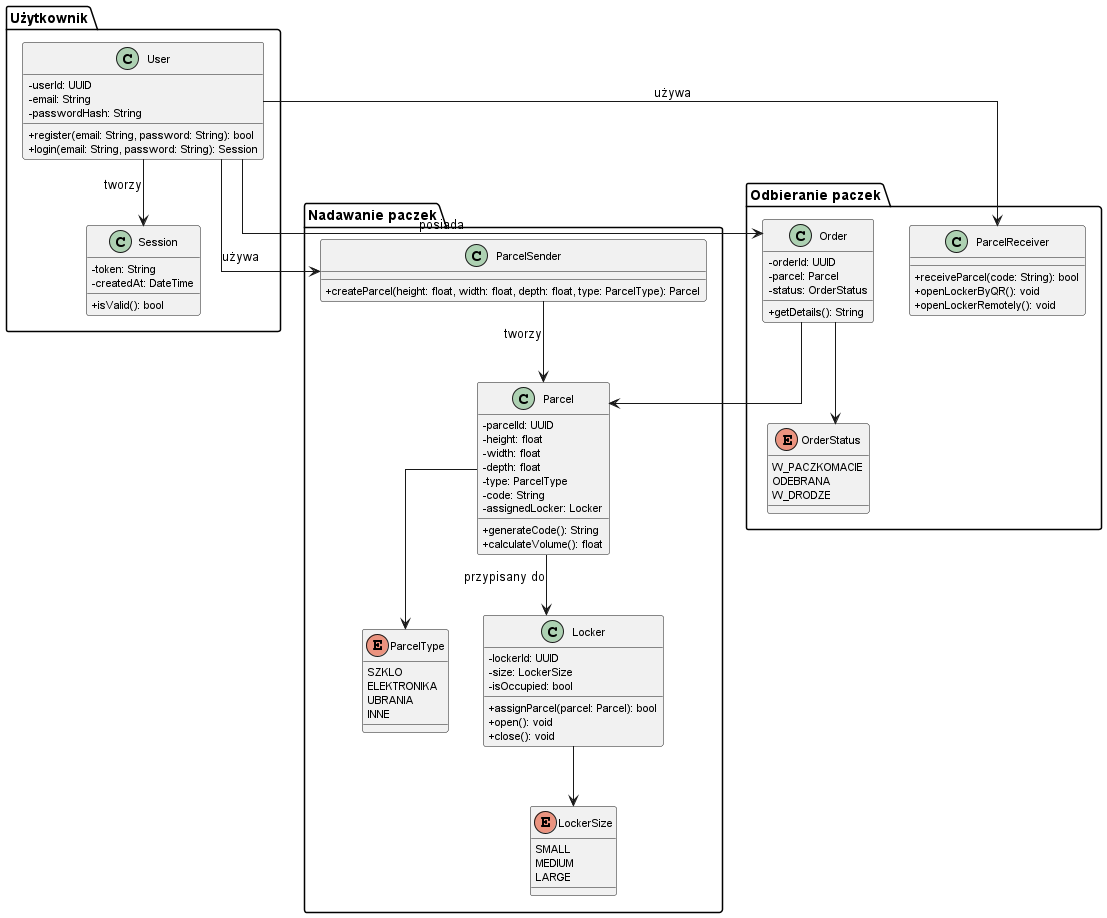 Użytkownik
C User
-userId: UUID
-email: String
-passwordHash: String
+register(email: String, password: String): bool
+login(email: String, password: String): Session
tworzy
C Session
-token: String
-createdAt: DateTime
+isValid(): bool
używa
używa
posiada
Nadawanie paczek
C ParcelSender
+createParcel(height: float, width: float, depth: float, type: ParcelType): Parcel
tworzy
C Parcel
-parcelId: UUID
-height: float
-width: float
-depth: float
-type: ParcelType
-code: String
-assignedLocker: Locker
+generateCode(): String
+calculateVolume(): float
przypisany do
E ParcelType
SZKLO
ELEKTRONIKA
UBRANIA
INNE
C Locker
-lockerId: UUID
-size: LockerSize
-isOccupied: bool
+assignParcel(parcel: Parcel): bool
+open(): void
+close(): void
E LockerSize
SMALL
MEDIUM
LARGE
Odbieranie paczek
C Order
-orderId: UUID
-parcel: Parcel
-status: OrderStatus
+getDetails(): String
C ParcelReceiver
+receiveParcel(code: String): bool
+openLockerByQR(): void
+openLockerRemotely(): void
E OrderStatus
W_PACZKOMACIE
ODEBRANA
W_DRODZE